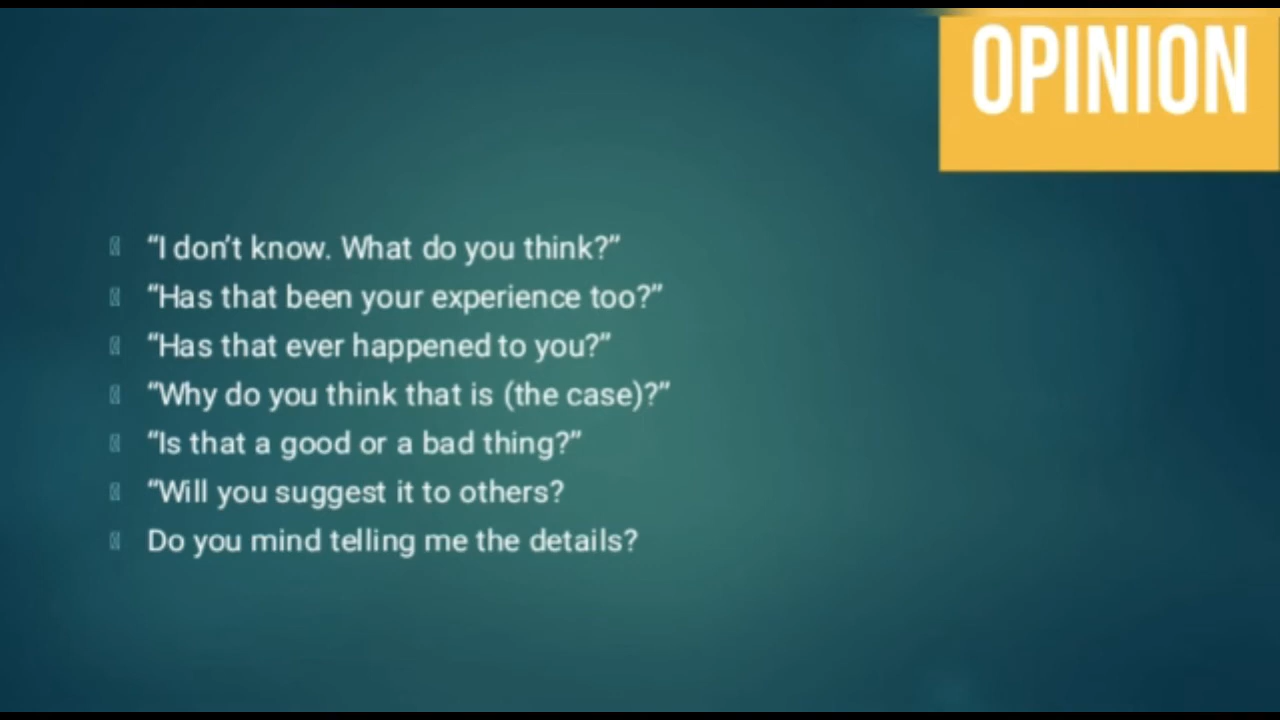 OPINION
“I don’t know. What do you think?”
“Has that been your experience too?”
“Has that ever happened to you?”
“Why do you think that is (the case)?”
“Is that a good or a bad thing?”
“Will you suggest it to others?
Do you mind telling me the details?